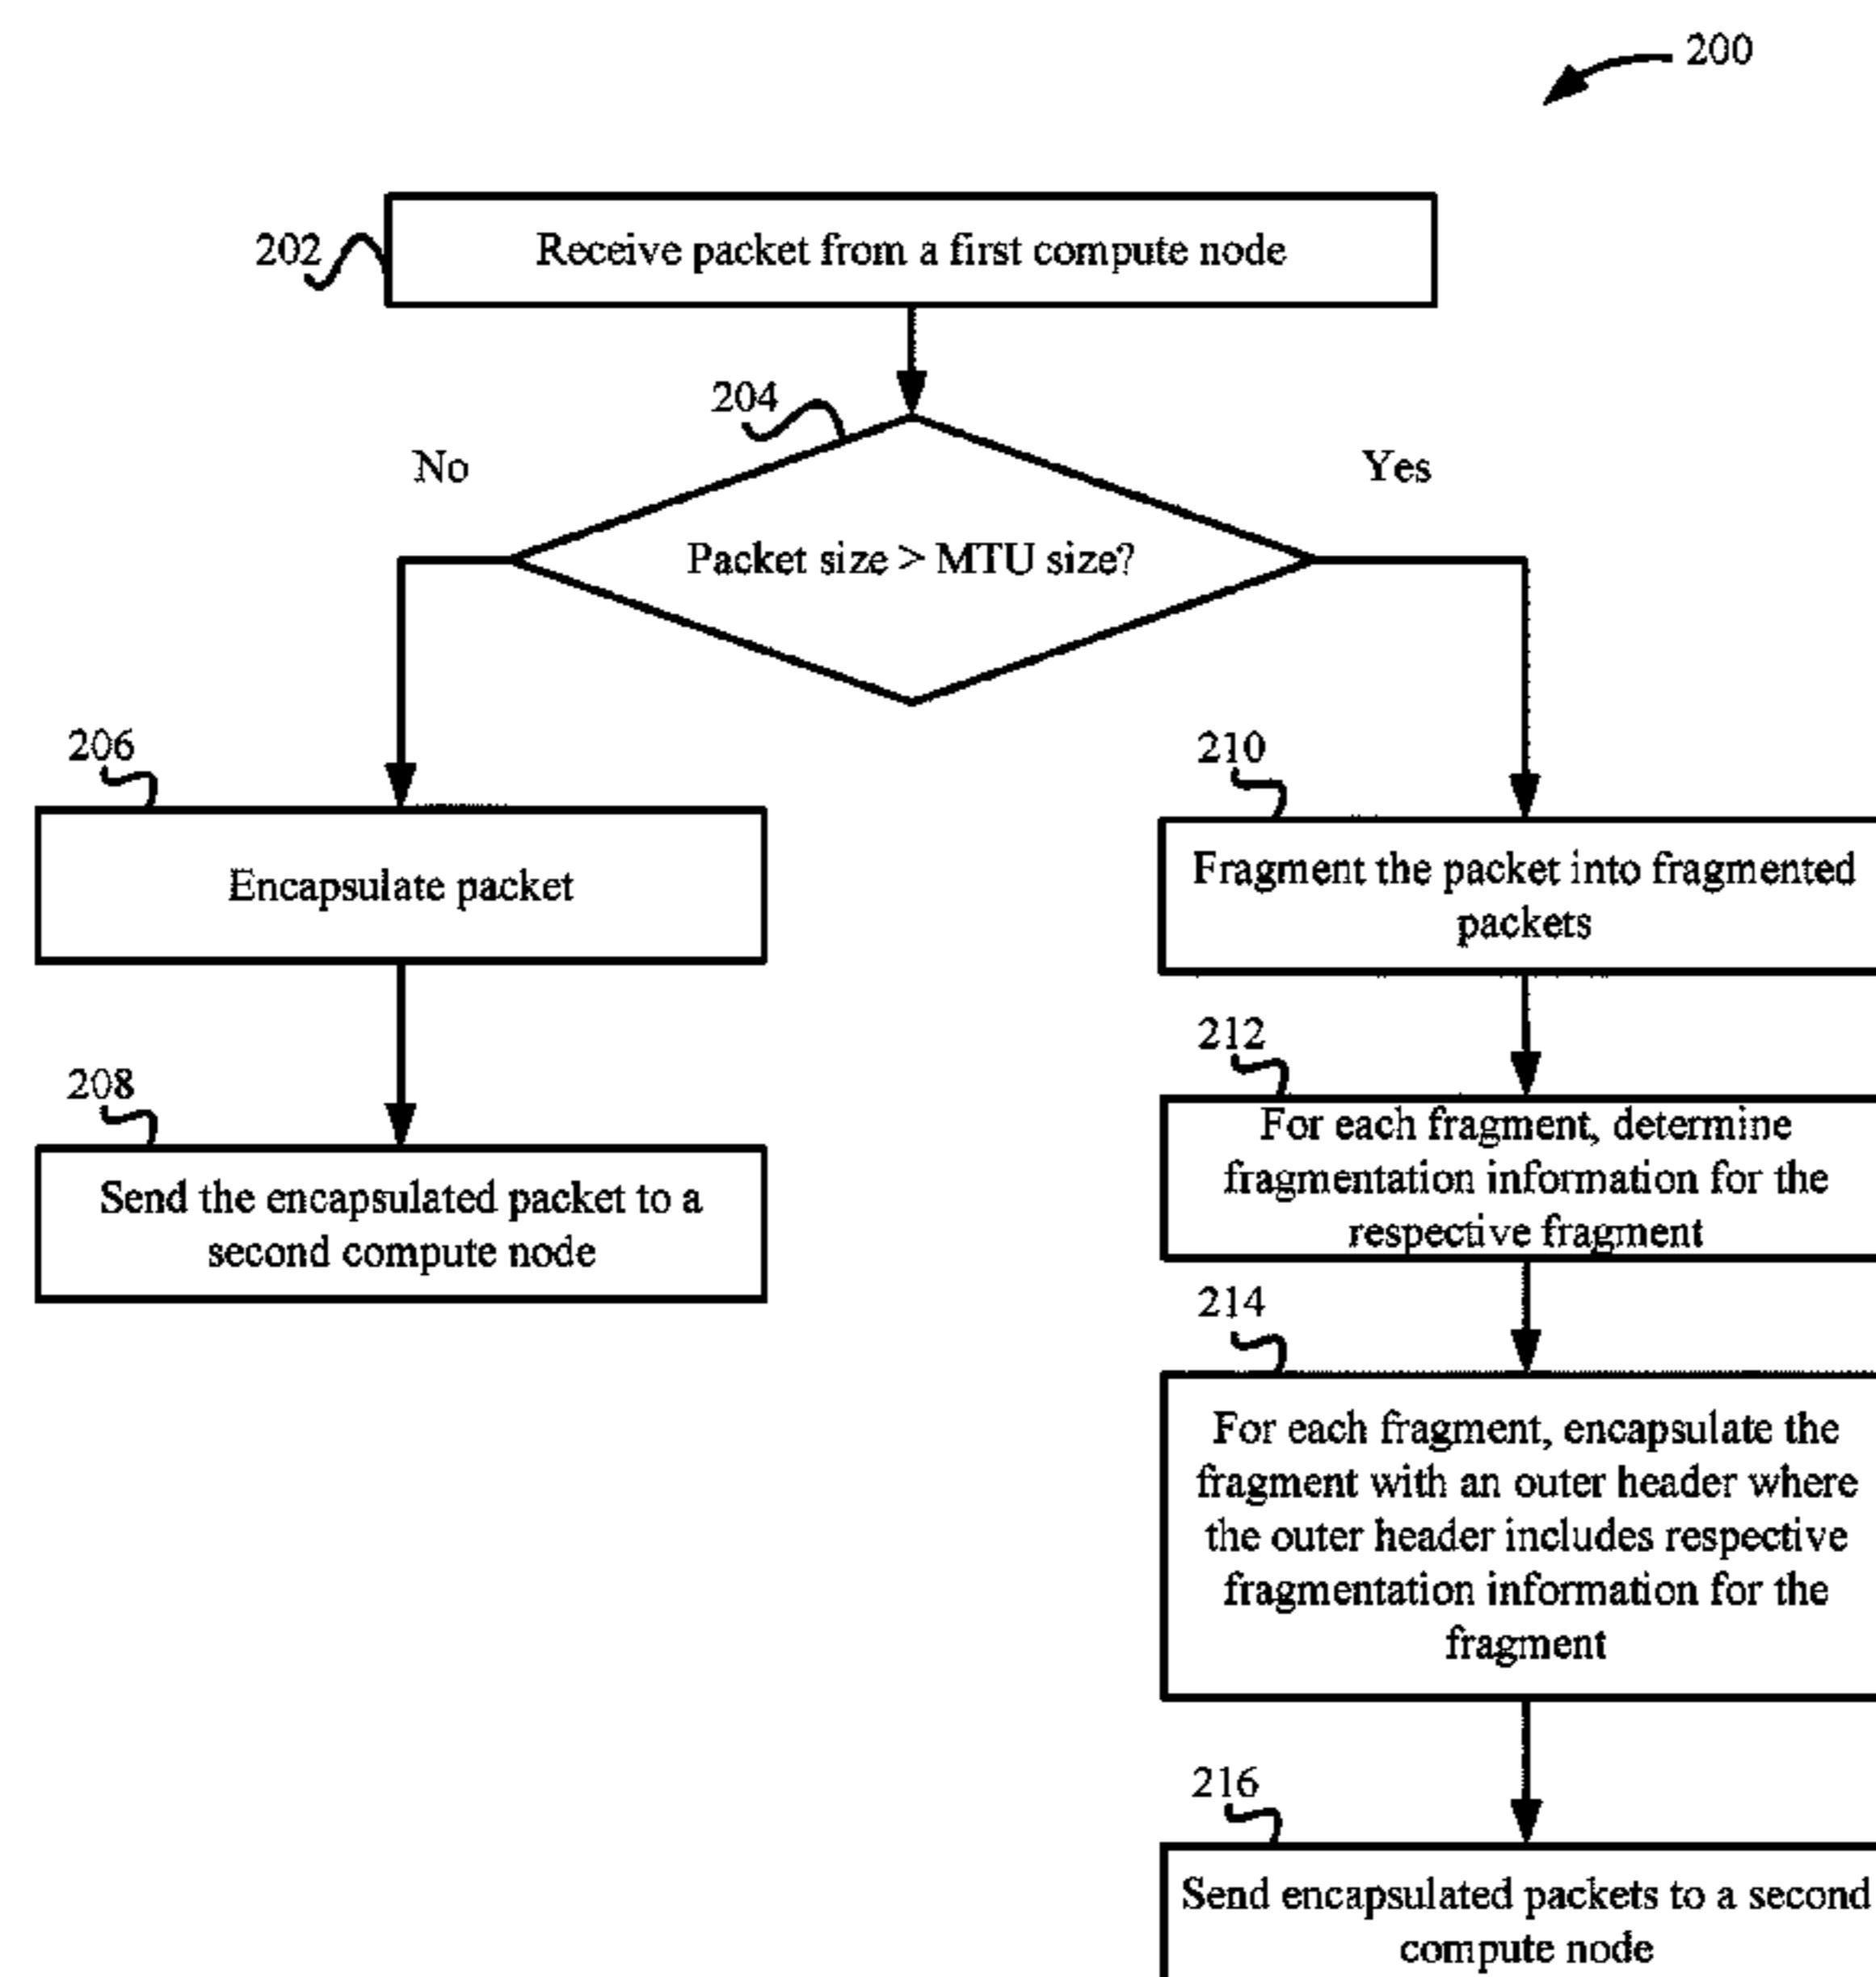 200
202
Receive packet from a first compute node
204
No
Yes
Packet size > MTU size?
206
Encapsulate packet
208
Send the encapsulated packet to a
second compute node
210
Fragment the packet into fragmented
packets
212
For each fragment, determine
fragmentation information for the
respective fragment
214
For each fragment, encapsulate the
fragment with an outer header where
the outer header includes respective
fragmentation information for the
fragment
216
Send encapsulated packets to a second
compute node